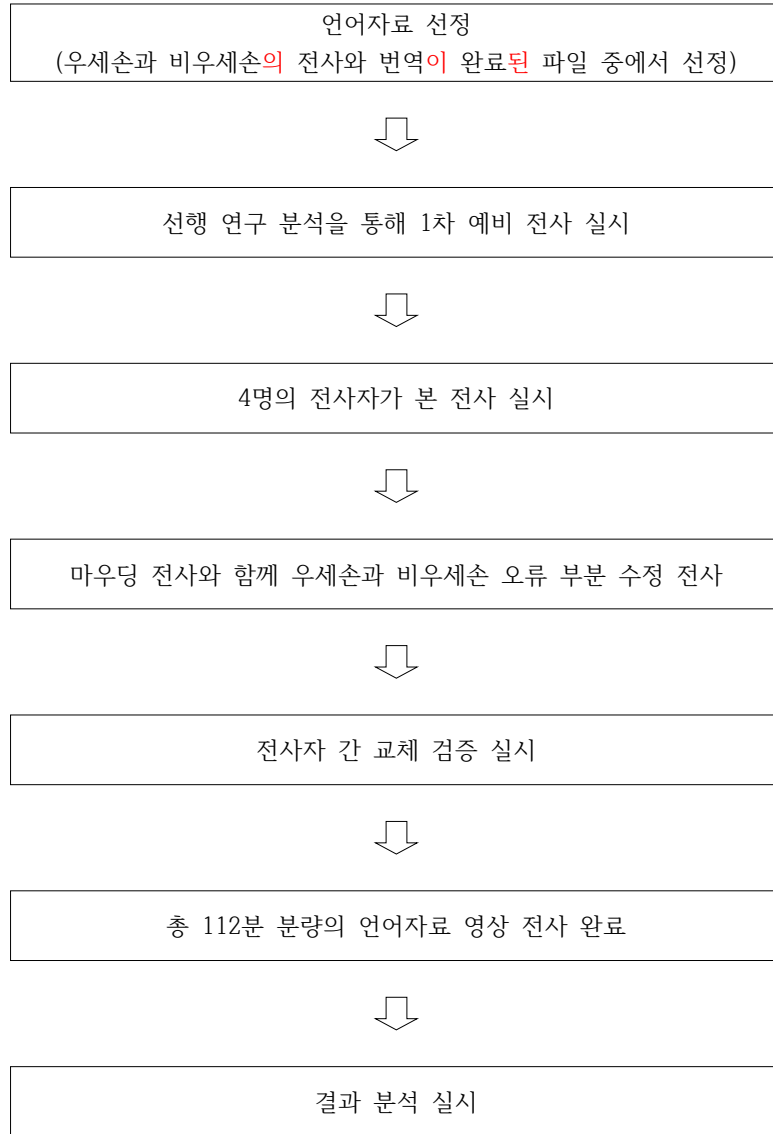 언어자료 선정
(우세손과 비우세손의 전사와 번역이 완료된 파일 중에서 선정)
선행 연구 분석을 통해 1차 예비 전사 실시
4명의 전사자가 본 전사 실시
마우딩 전사와 함께 우세손과 비우세손 오류 부분 수정 전사
전사자 간 교체 검증 실시
총 112분 분량의 언어자료 영상 전사 완료
결과 분석 실시